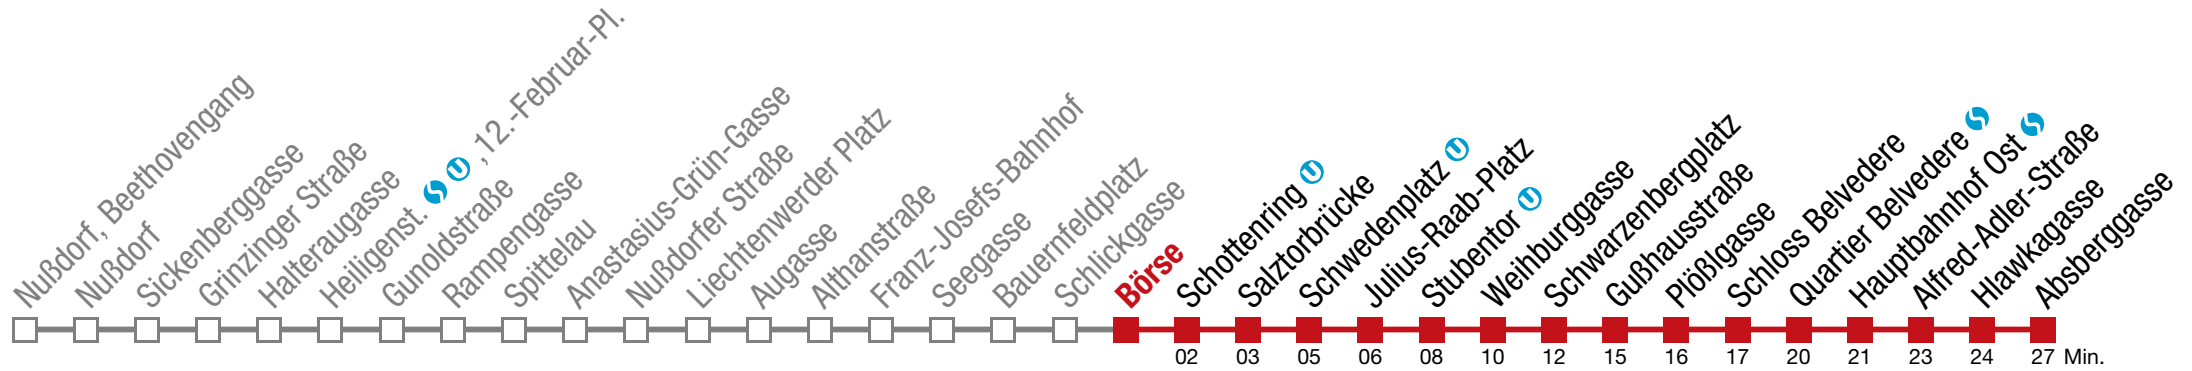 Nußdorf, Beethovengang
Nußdorf
Sickenberggasse
Grinzinger Straße
Halteraugasse
Heiligenst. S U , 12.-Februar-Pl.
Gunoldstraße
Rampengasse
Spittelau
Anastasius-Grün-Gasse
Nußdorfer Straße
Liechtenwerder Platz
Augasse
Althanstraße
Franz-Josefs-Bahnhof
Seegasse
Bauernfeldplatz
Schlickgasse
Börse
Schottenring U
Salztorbrücke
Schwedenplatz U
Julius-Raab-Platz
Stubentor U
Weihburggasse
Schwarzenbergplatz
Gußhausstraße
Plößlgasse
Schloss Belvedere
Quartier Belvedere S
Hauptbahnhof Ost S
Alfred-Adler-Straße
Hawkagasse
Absberggasse
02 03 05 06 08 10 12 15 16 17 20 21 23 24 27 Min.